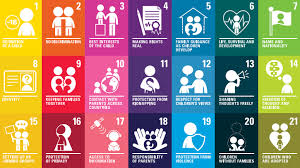 1
2
3
4
5
6
7
-18
DEFINITION
OF A CHILD
NO DISCRIMINATION
BEST INTERESTS
OF THE CHILD
MAKING RIGHTS
REAL
FAMILY GUIDANCE
AS CHILDREN
DEVELOP
LIFE, SURVIVAL AND
DEVELOPMENT
NAME AND
NATIONALITY
8
9
10
11
12
13
14
IDENTITY
KEEPING FAMILIES
TOGETHER
CONTACT WITH
PARENTS ACROSS
COUNTRIES
PROTECTION FROM
KIDNAPPING
RESPECT FOR
CHILDREN'S VIEWS
SHARING
THOUGHTS FREELY
15
16
17
18
19
20
21
SETTING UP OR
JOINING GROUPS
PROTECTION
OF PRIVACY
ACCESS TO
INFORMATION
RESPONSIBILITY
OF PARENTS
PROTECTION FROM
VIOLENCE
CHILDREN
WITHOUT FAMILIES
CHILDREN WHO
ARE ADOPTED